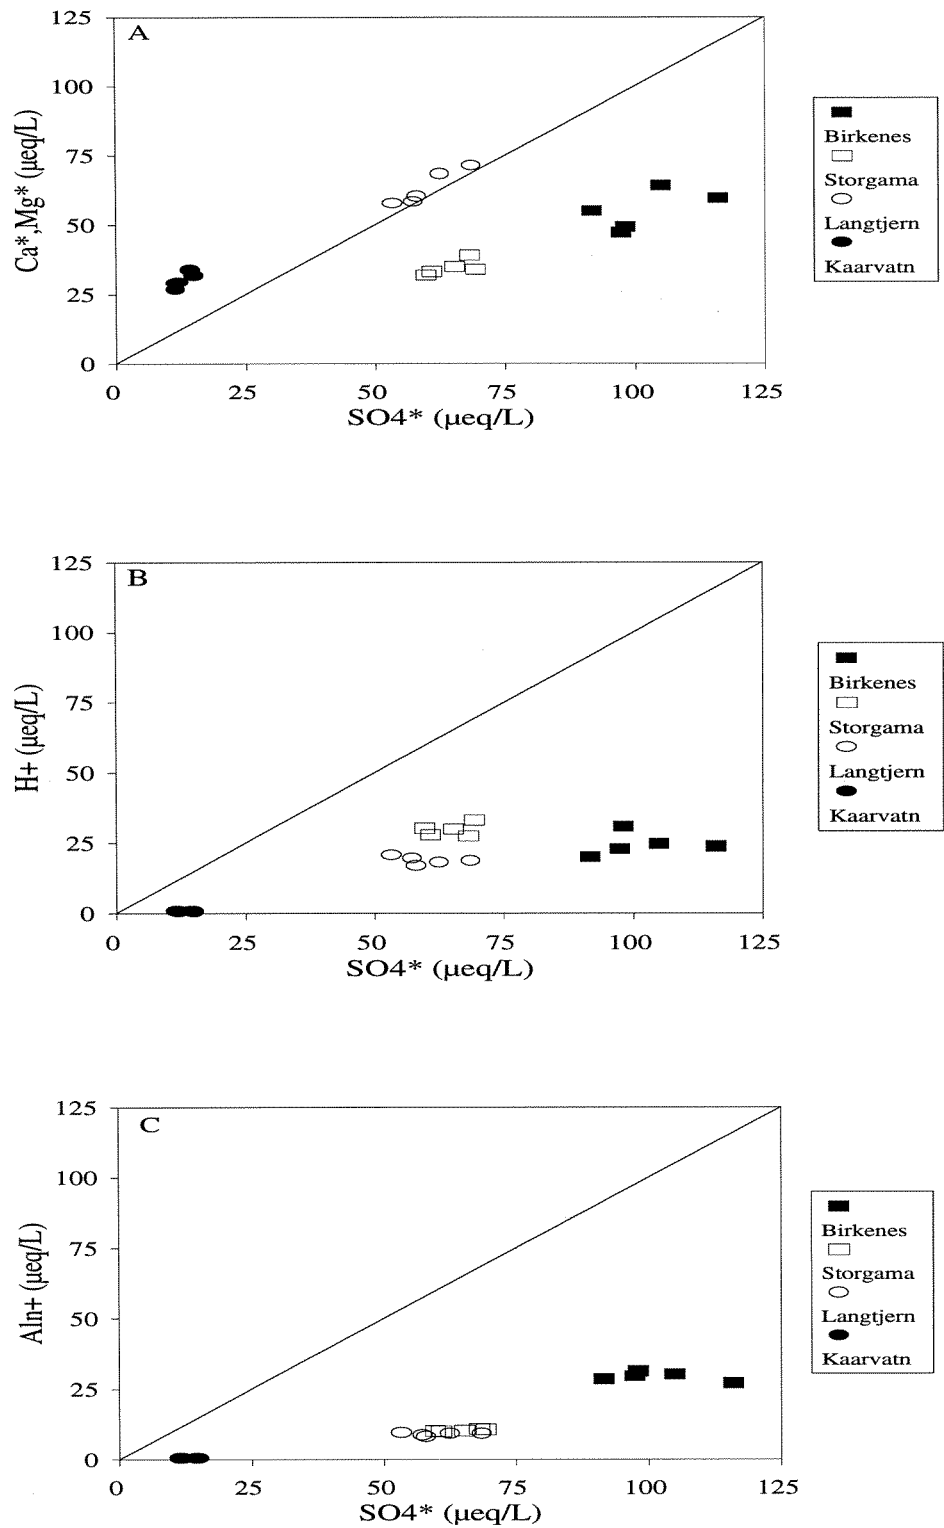 A
125
100
75
50
25
0
Ca*,Mg* (µeq/L)
0 25 50 75 100 125
SO4* (µeq/L)
Birkenes
Storgama
Langtjern
Kaarvatn
B
125
100
75
50
25
0
H+ (µeq/L)
0 25 50 75 100 125
SO4* (µeq/L)
Birkenes
Storgama
Langtjern
Kaarvatn
C
125
100
75
50
25
0
Aln+ (µeq/L)
0 25 50 75 100 125
SO4* (µeq/L)
Birkenes
Storgama
Langtjern
Kaarvatn